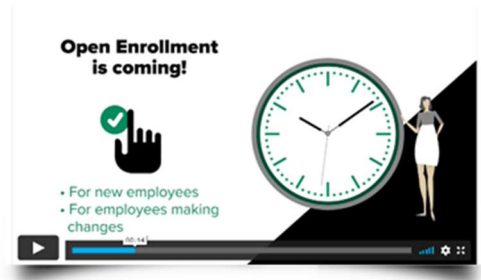 Open Enrollment
is coming!
• For new employees
• For employees making
changes
00:14